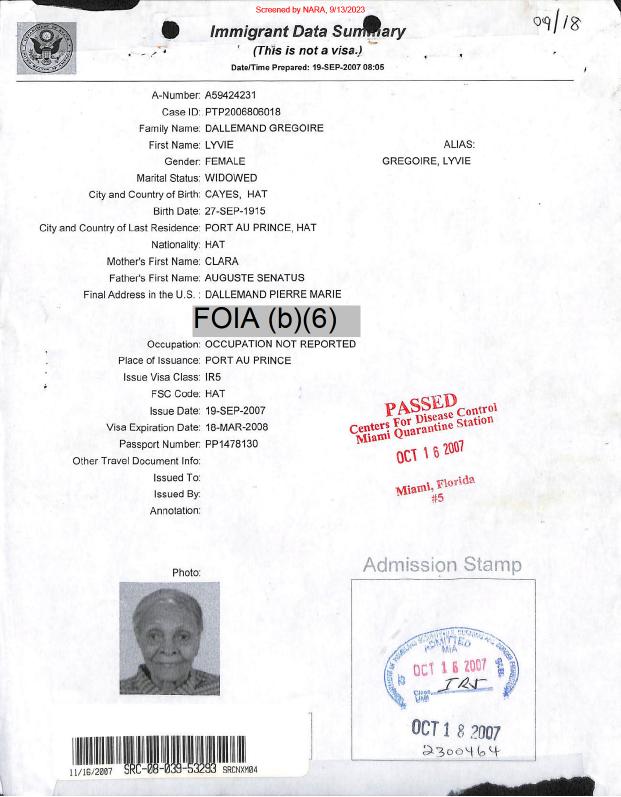 Screened by NARA, 9/13/2023
09/18
Immigrant Data Summary
(This is not a visa.)
Date/Time Prepared: 19-SEP-2007 08:05
A-Number: A59424231
Case ID: PTP2006806018
Family Name: DALLEMAND GREGOIRE
First Name: LYVIE
ALIAS:
Gender: FEMALE
GREGOIRE, LYVIE
Marital Status: WIDOWED
City and Country of Birth: CAYES, HAT
Birth Date: 27-SEP-1915
City and Country of Last Residence: PORT AU PRINCE, HAT
Nationality: HAT
Mother's First Name: CLARA
Father's First Name: AUGUSTE SENATUS
Final Address in the U.S. : DALLEMAND PIERRE MARIE
FOIA (b)(6)
Occupation: OCCUPATION NOT REPORTED
Place of Issuance: PORT AU PRINCE
Issue Visa Class: IR5
FSC Code: HAT
Issue Date: 19-SEP-2007
Visa Expiration Date: 18-MAR-2008
Passport Number: PP1478130
Other Travel Document Info:
Issued To:
Issued By:
Annotation:
PASSED
Centers For Disease Control
Miami Quarantine Station
OCT 16 2007
Miami, Florida
#5
Photo:
Admission Stamp
ADMITTED
MIA
OCT 16 2007
Class
IR5
OCT 18 2007
2300464
11/16/2007 SRC-08-039-53293 SRCNXM04